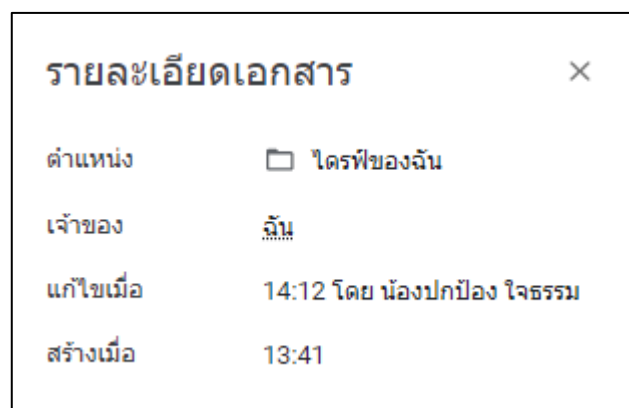 รายละเอียดเอกสาร
ตำแหน่ง ไดรฟ์ของฉัน
เจ้าของ ฉัน
แก้ไขเมื่อ 14:12 โดย น้องปกป้อง ใจธรรม
สร้างเมื่อ 13:41